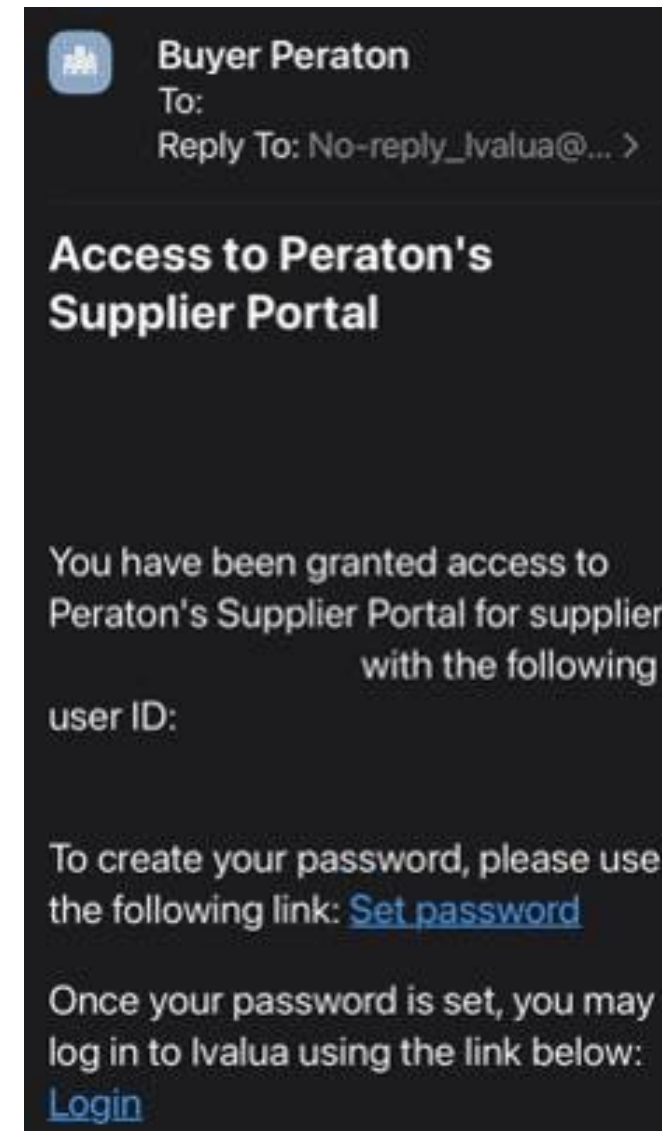 Buyer Peraton
To:
Reply To: No-reply_Ivalua@... >
Access to Peraton's
Supplier Portal
You have been granted access to
Peraton's Supplier Portal for supplier
with the following
user ID:
To create your password, please use
the following link: Set password
Once your password is set, you may
log in to Ivalua using the link below:
Login